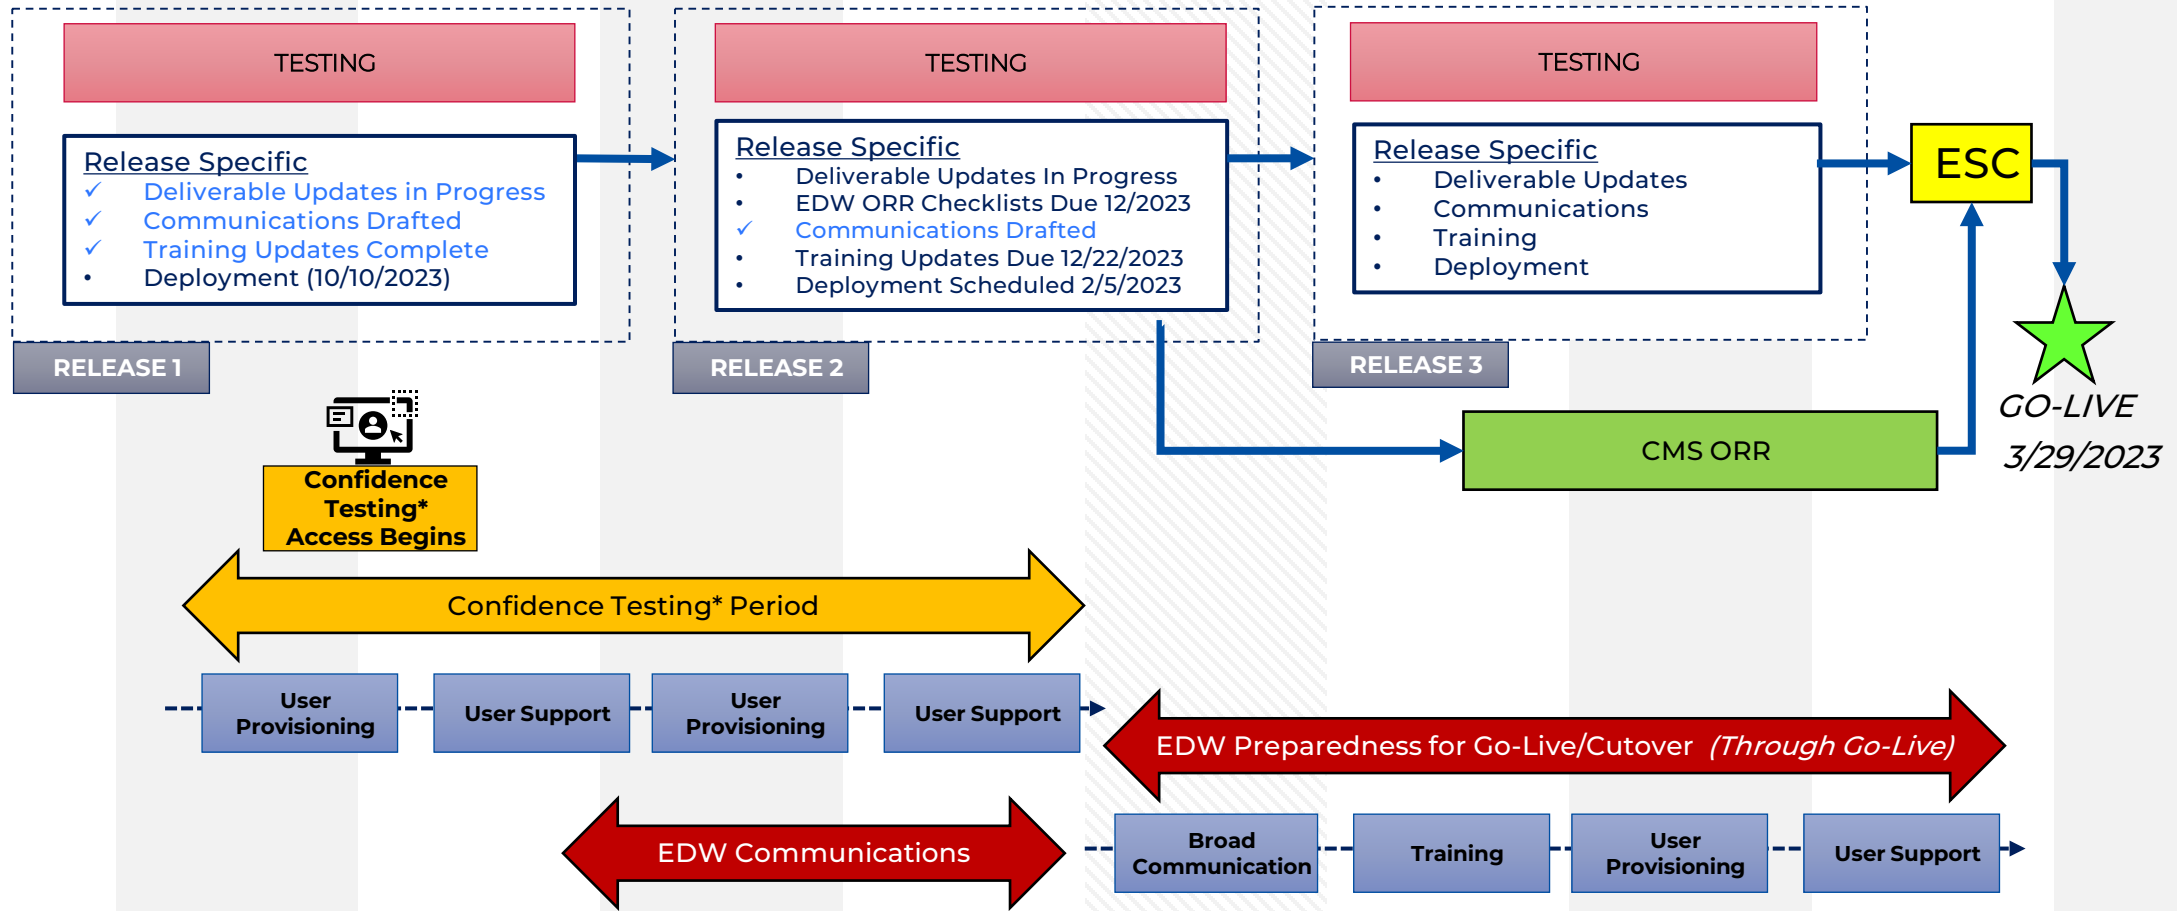 TESTING
Release Specific
✓ Deliverable Updates in Progress
✓ Communications Drafted
✓ Training Updates Complete
• Deployment (10/10/2023)
RELEASE 1
TESTING
Release Specific
• Deliverable Updates In Progress
• EDW ORR Checklists Due 12/2023
✓ Communications Drafted
• Training Updates Due 12/22/2023
• Deployment Scheduled 2/5/2023
RELEASE 2
TESTING
Release Specific
• Deliverable Updates
• Communications
• Training
• Deployment
RELEASE 3
ESC
GO-LIVE
3/29/2023
CMS ORR
Confidence
Testing*
Access Begins
Confidence Testing* Period
User
Provisioning
User Support
User
Provisioning
User Support
EDW Preparedness for Go-Live/Cutover (Through Go-Live)
EDW Communications
Broad
Communication
Training
User
Provisioning
User Support